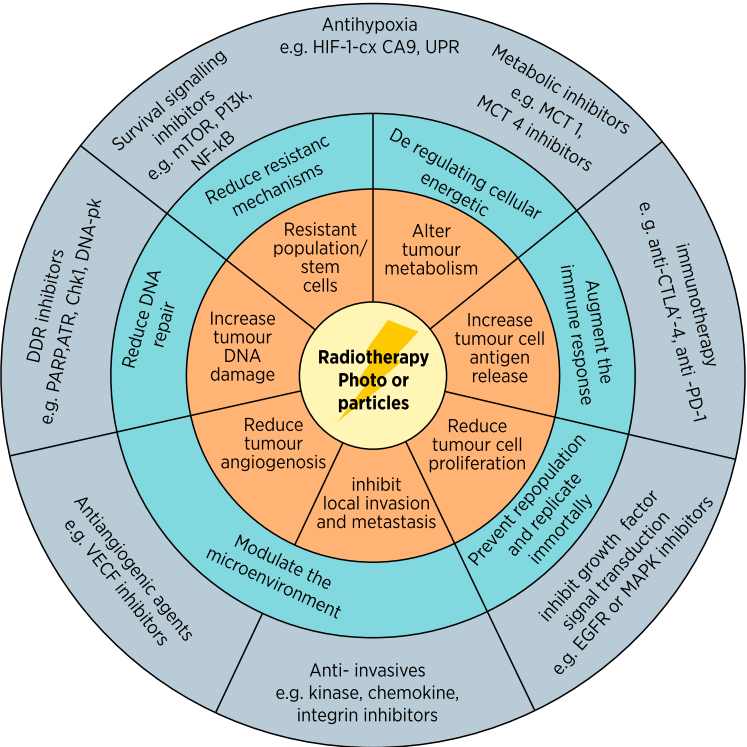 Antihypoxia
e.g. HIF-1-cx CA9, UPR
Metabolic inhibitors
e.g. MCT 1,
MCT 4 inhibitors
immunotherapy
e. g. anti-CTLA'-4, anti -PD-1
inhibit growth factor
signal transduction
e.g. EGFR or MAPK inhibitors
Anti- invasives
e.g. kinase, chemokine,
integrin inhibitors
Antiangiogenic agents
e.g. VECF inhibitors
DDR inhibitors
e.g. PARP,ATR, Chk1, DNA-pk
Survival signalling
inhibitors
e.g. mTOR, P13k,
NF-kB
Reduce resistanc
mechanisms
De regulating cellular
energetic
Augment the
immune response
Prevent repopulation
and replicate
immortally
Modulate the
microenvironment
Reduce DNA
repair
Resistant
population/
stem
cells
Alter
tumour
metabolism
Increase
tumour cell
antigen
release
Reduce
tumour cell
proliferation
inhibit
local invasion
and metastasis
Reduce
tumour
angiogenosis
Increase
tumour
DNA
damage
Radiotherapy
Photo or
particles